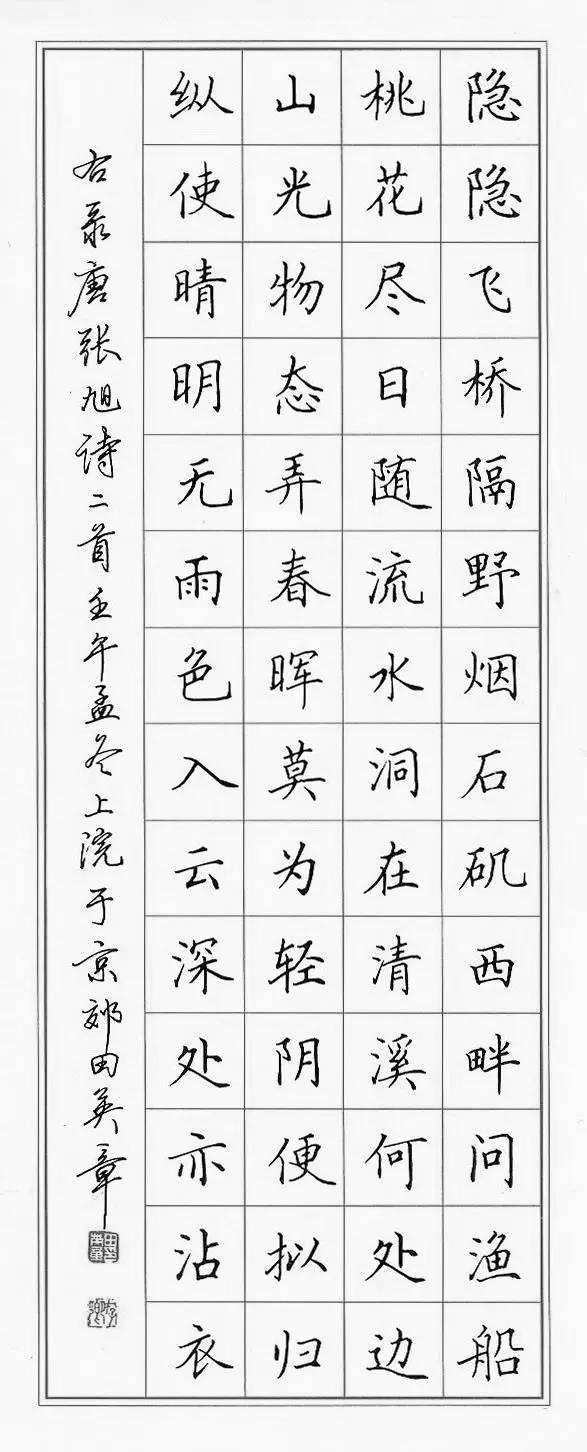 隐隐飞桥隔野烟石矶西畔问渔船
桃花尽日随流水洞在清溪何处边
山光物态弄春晖莫为轻阴便拟归
纵使晴明无雨色入云深处亦沾衣
右录唐张旭诗二首壬午孟冬上浣于京郊田英章